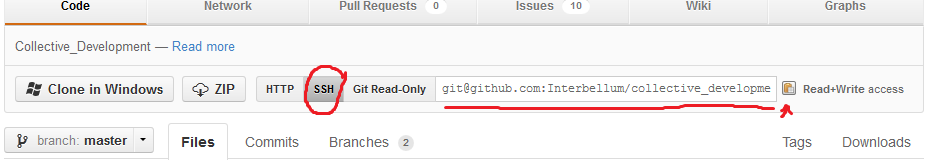 Code Network Pull Requests 0 Issues 10 Wiki Graphs
Collective_Development — Read more
Clone in Windows ZIP HTTP SSH Git Read-Only git@github.com:Interbellum/collective_developme Read+Write access
branch: master Files Commits Branches 2 Tags Downloads